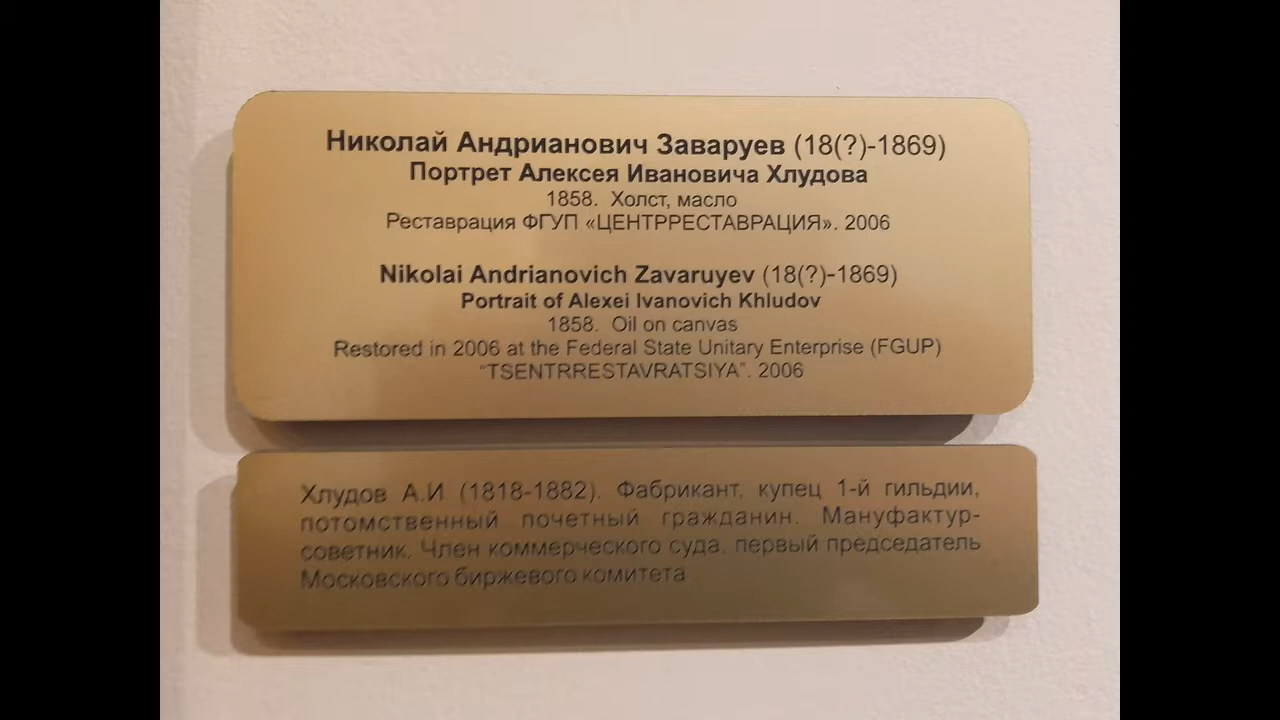 Николай Андрианович Заваруев (18(?)-1869)
Портрет Алексея Ивановича Хлудова
1858. Холст, масло
Реставрация ФГУП «ЦЕНТРРЕСТАВРАЦИЯ». 2006
Nikolai Andrianovich Zavaruyev (18(?)-1869)
Portrait of Alexei Ivanovich Khludov
1858. Oil on canvas
Restored in 2006 at the Federal State Unitary Enterprise (FGUP)
“TSENTRRESTAVRATSIYA”. 2006
Хлудов А.И (1818-1882). Фабрикант, купец 1-й гильдии,
потомственный почетный гражданин. Мануфактур-
советник. Член коммерческого суда, первый председатель
Московского биржевого комитета